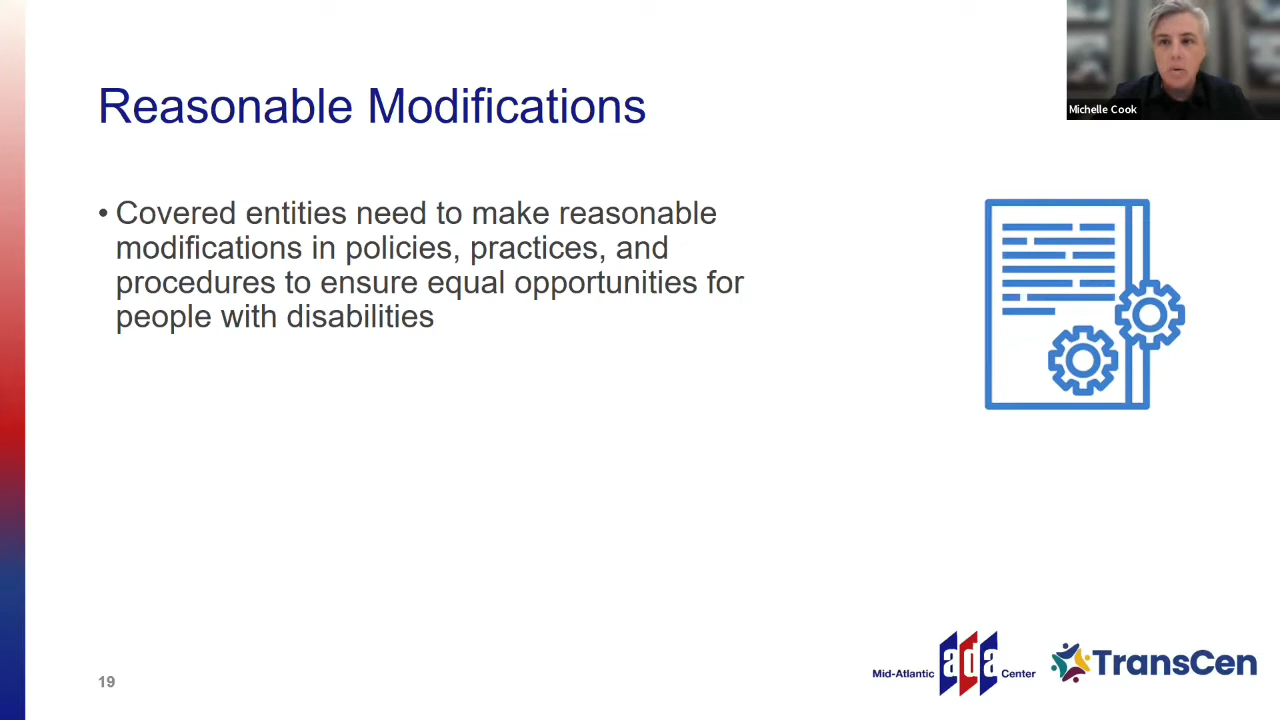 Michelle Cook
Reasonable Modifications
• Covered entities need to make reasonable
modifications in policies, practices, and
procedures to ensure equal opportunities for
people with disabilities
19
Mid-Atlantic ada Center
TransCen